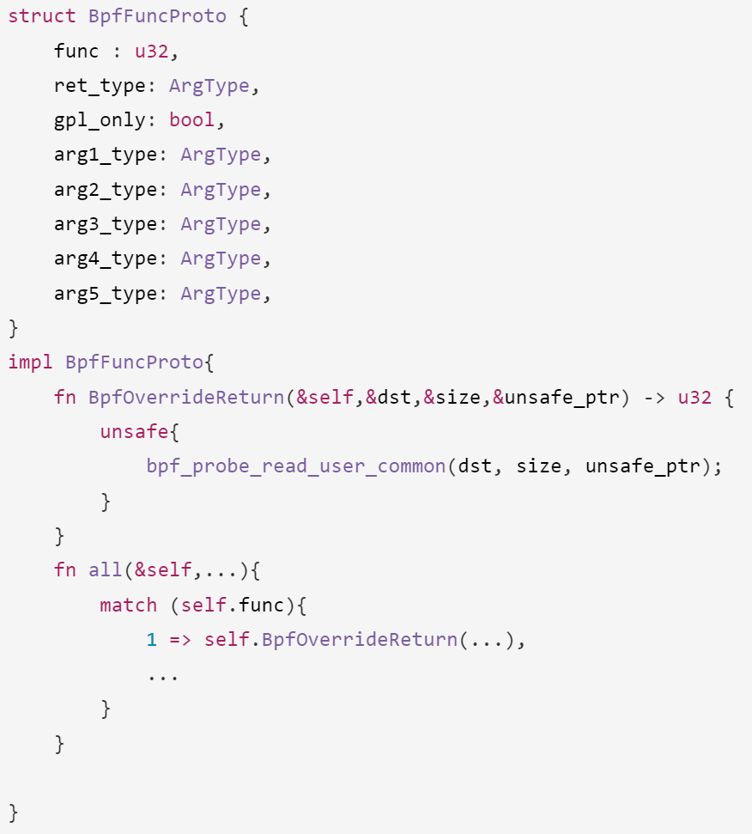 struct BpfFuncProto {
    func : u32,
    ret_type: ArgType,
    gpl_only: bool,
    arg1_type: ArgType,
    arg2_type: ArgType,
    arg3_type: ArgType,
    arg4_type: ArgType,
    arg5_type: ArgType,
}
impl BpfFuncProto{
    fn BpfOverrideReturn(&self,&dst,&size,&unsafe_ptr) -> u32 {
        unsafe{
            bpf_probe_read_user_common(dst, size, unsafe_ptr);
        }
    }
    fn all(&self,...){
        match (self.func){
            1 => self.BpfOverrideReturn(...),
            ...
        }
    }
}